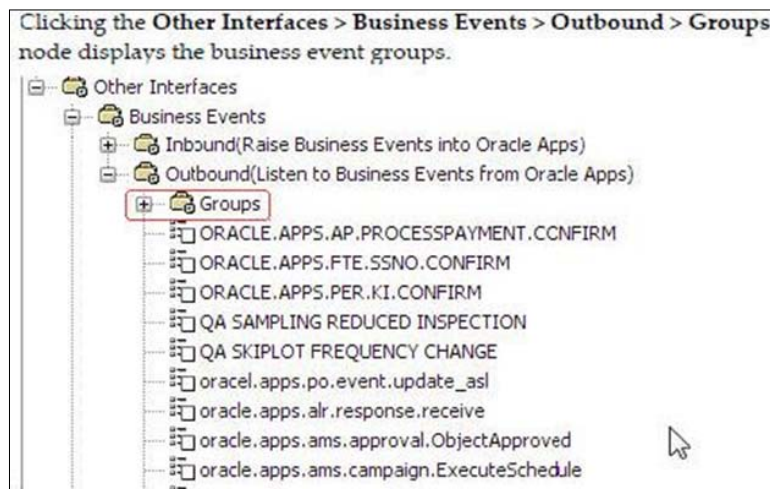 Clicking the Other Interfaces > Business Events > Outbound > Groups
node displays the business event groups.
Other Interfaces
Business Events
Inbound(Raise Business Events into Oracle Apps)
Outbound(Listen to Business Events from Oracle Apps)
Groups
ORACLE.APPS.AP.PROCESSPAYMENT.CONFIRM
ORACLE.APPS.FTE.SSNO.CONFIRM
ORACLE.APPS.PER.KI.CONFIRM
QA SAMPLING REDUCED INSPECTION
QA SKIPLOT FREQUENCY CHANGE
oracel.apps.po.event.update_asl
oracle.apps.alr.response.receive
oracle.apps.ams.approval.ObjectApproved
oracle.apps.ams.campaign.ExecuteSchedule